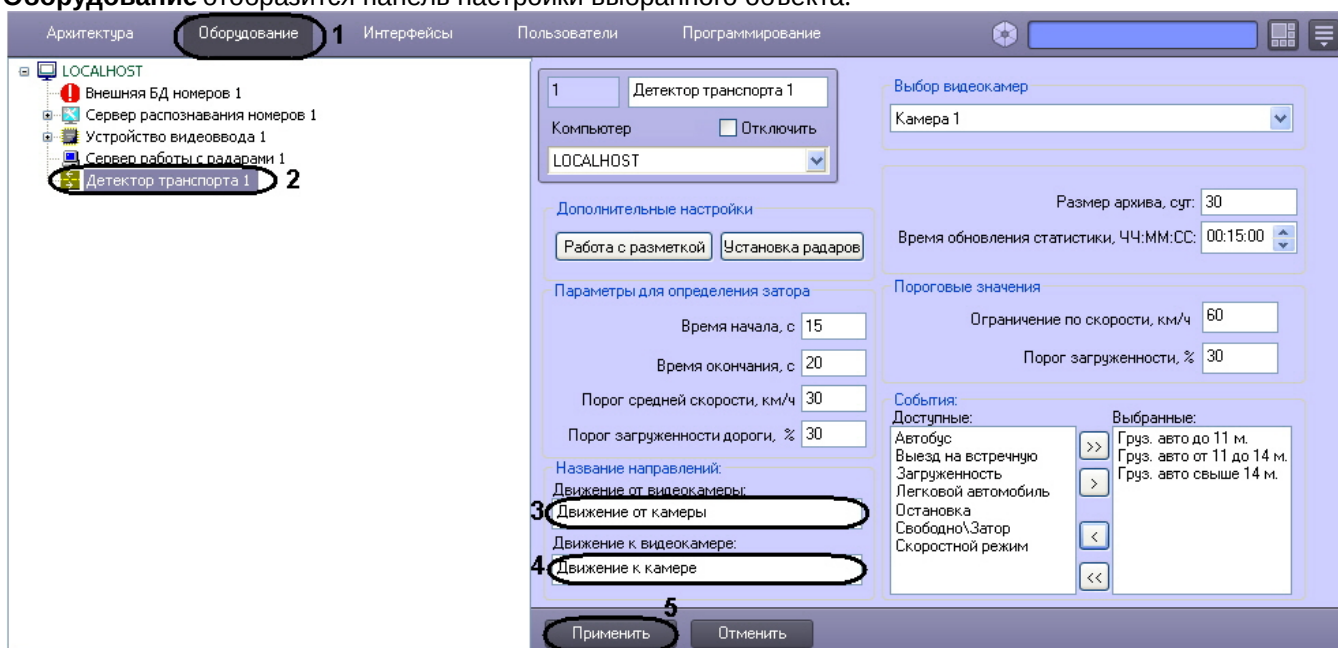 Оборудование отобразится панель настройки выбранного объекта.
Архитектура Оборудование 1 Интерфейсы Пользователи Программирование
LOCALHOST
Внешняя БД номеров 1
Сервер распознавания номеров 1
Устройство видеоввода 1
Сервер работы с радарами 1
Детектор транспорта 1 2
1 Детектор транспорта 1
Компьютер Отключить
LOCALHOST
Дополнительные настройки
Работа с разметкой Установка радаров
Параметры для определения затора
Время начала, с 15
Время окончания, с 20
Порог средней скорости, км/ч 30
Порог загруженности дороги, % 30
Название направлений:
Движение от видеокамеры:
3 Движение от камеры
Движение к видеокамере:
4 Движение к камере
Выбор видеокамер
Камера 1
Размер архива, сут: 30
Время обновления статистики, ЧЧ:ММ:СС: 00:15:00
Пороговые значения
Ограничение по скорости, км/ч 60
Порог загруженности, % 30
События:
Доступные:
Автобус
Выезд на встречную
Загруженность
Легковой автомобиль
Остановка
Свободно\Затор
Скоростной режим
>>
>
<
<<
Выбранные:
Груз. авто до 11 м.
Груз. авто от 11 до 14 м.
Груз. авто свыше 14 м.
5
Применить Отменить